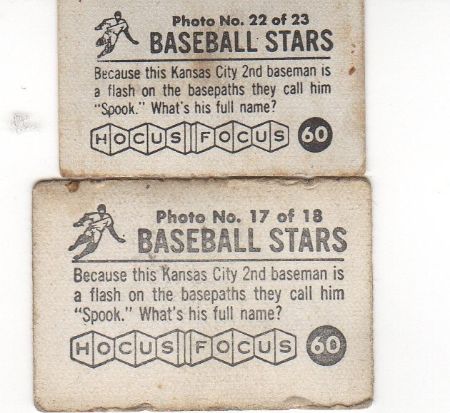 Photo No. 22 of 23
BASEBALL STARS
Because this Kansas City 2nd baseman is
a flash on the basepaths they call him
“Spook.” What's his full name?
HOCUS FOCUS 60
Photo No. 17 of 18
BASEBALL STARS
Because this Kansas City 2nd baseman is
a flash on the basepaths they call him
“Spook.” What's his full name?
HOCUS FOCUS 60